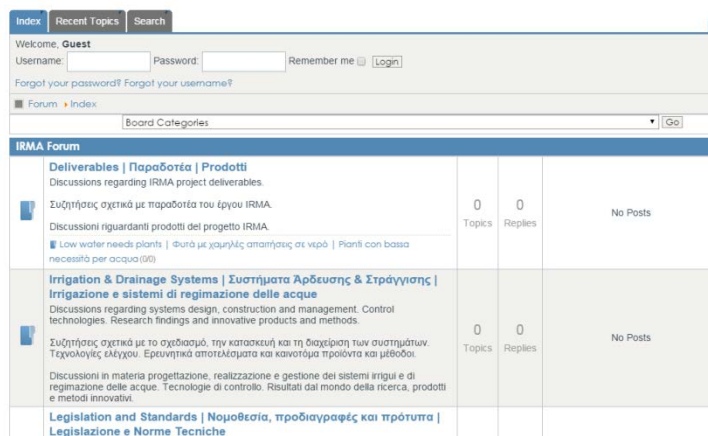 Index Recent Topics Search
Welcome, Guest
Username: Password: Remember me Login
Forgot your password? Forgot your username?
Forum Index
Board Categories Go
IRMA Forum
Deliverables | Παραδοτέα | Prodotti
Discussions regarding IRMA project deliverables.
Συζητήσεις σχετικά με παραδοτέα του έργου IRMA.
Discussioni riguardanti prodotti del progetto IRMA.
Low water needs plants | Φυτά με χαμηλές απαιτήσεις σε νερό | Pianti con bassa
necessità per acqua (0/0)
0 Topics
0 Replies
No Posts
Irrigation & Drainage Systems | Συστήματα Άρδευσης & Στράγγισης |
Irrigazione e sistemi di regimazione delle acque
Discussions regarding systems design, construction and management. Control
technologies. Research findings and innovative products and methods.
Συζητήσεις σχετικά με το σχεδιασμό, την κατασκευή και τη διαχείριση των συστημάτων.
Τεχνολογίες ελέγχου. Ερευνητικά αποτελέσματα και καινοτόμα προϊόντα και μέθοδοι.
Discussioni in materia progettazione, realizzazione e gestione dei sistemi irrigui e di
regimazione delle acque. Tecnologie di controllo. Risultati dal mondo della ricerca, prodotti
e metodi innovativi.
0 Topics
0 Replies
No Posts
Legislation and Standards | Νομοθεσία, προδιαγραφές και πρότυπα |
Legislazione e Norme Tecniche